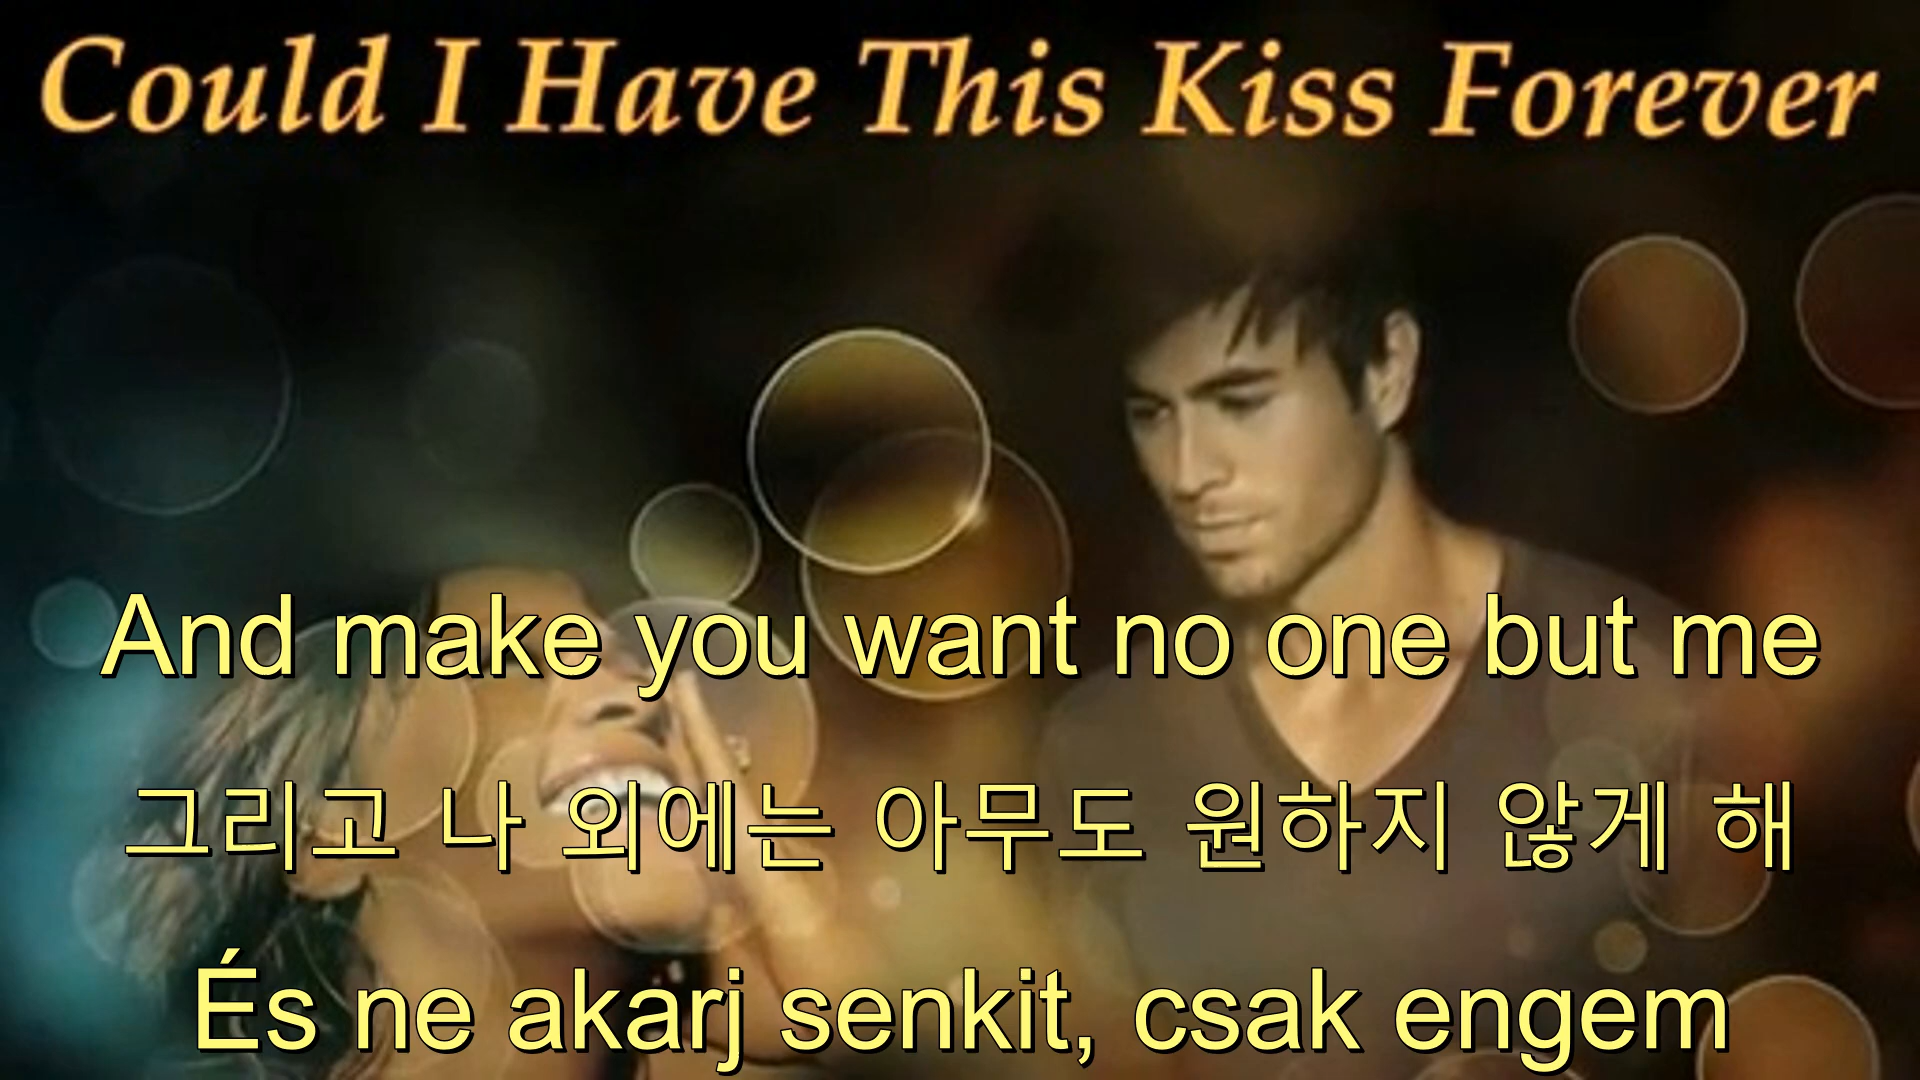 Could I Have This Kiss Forever
And make you want no one but me
그리고 나 외에는 아무도 원하지 않게 해
És ne akarj senkit, csak engem